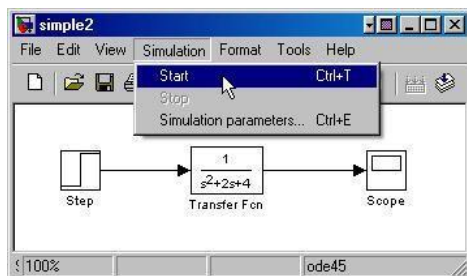 simple2
File Edit View Simulation Format Tools Help
Start Ctrl+T
Stop
Simulation parameters... Ctrl+E
1
s²+2s+4
Step
Transfer Fcn
Scope
100%
ode45